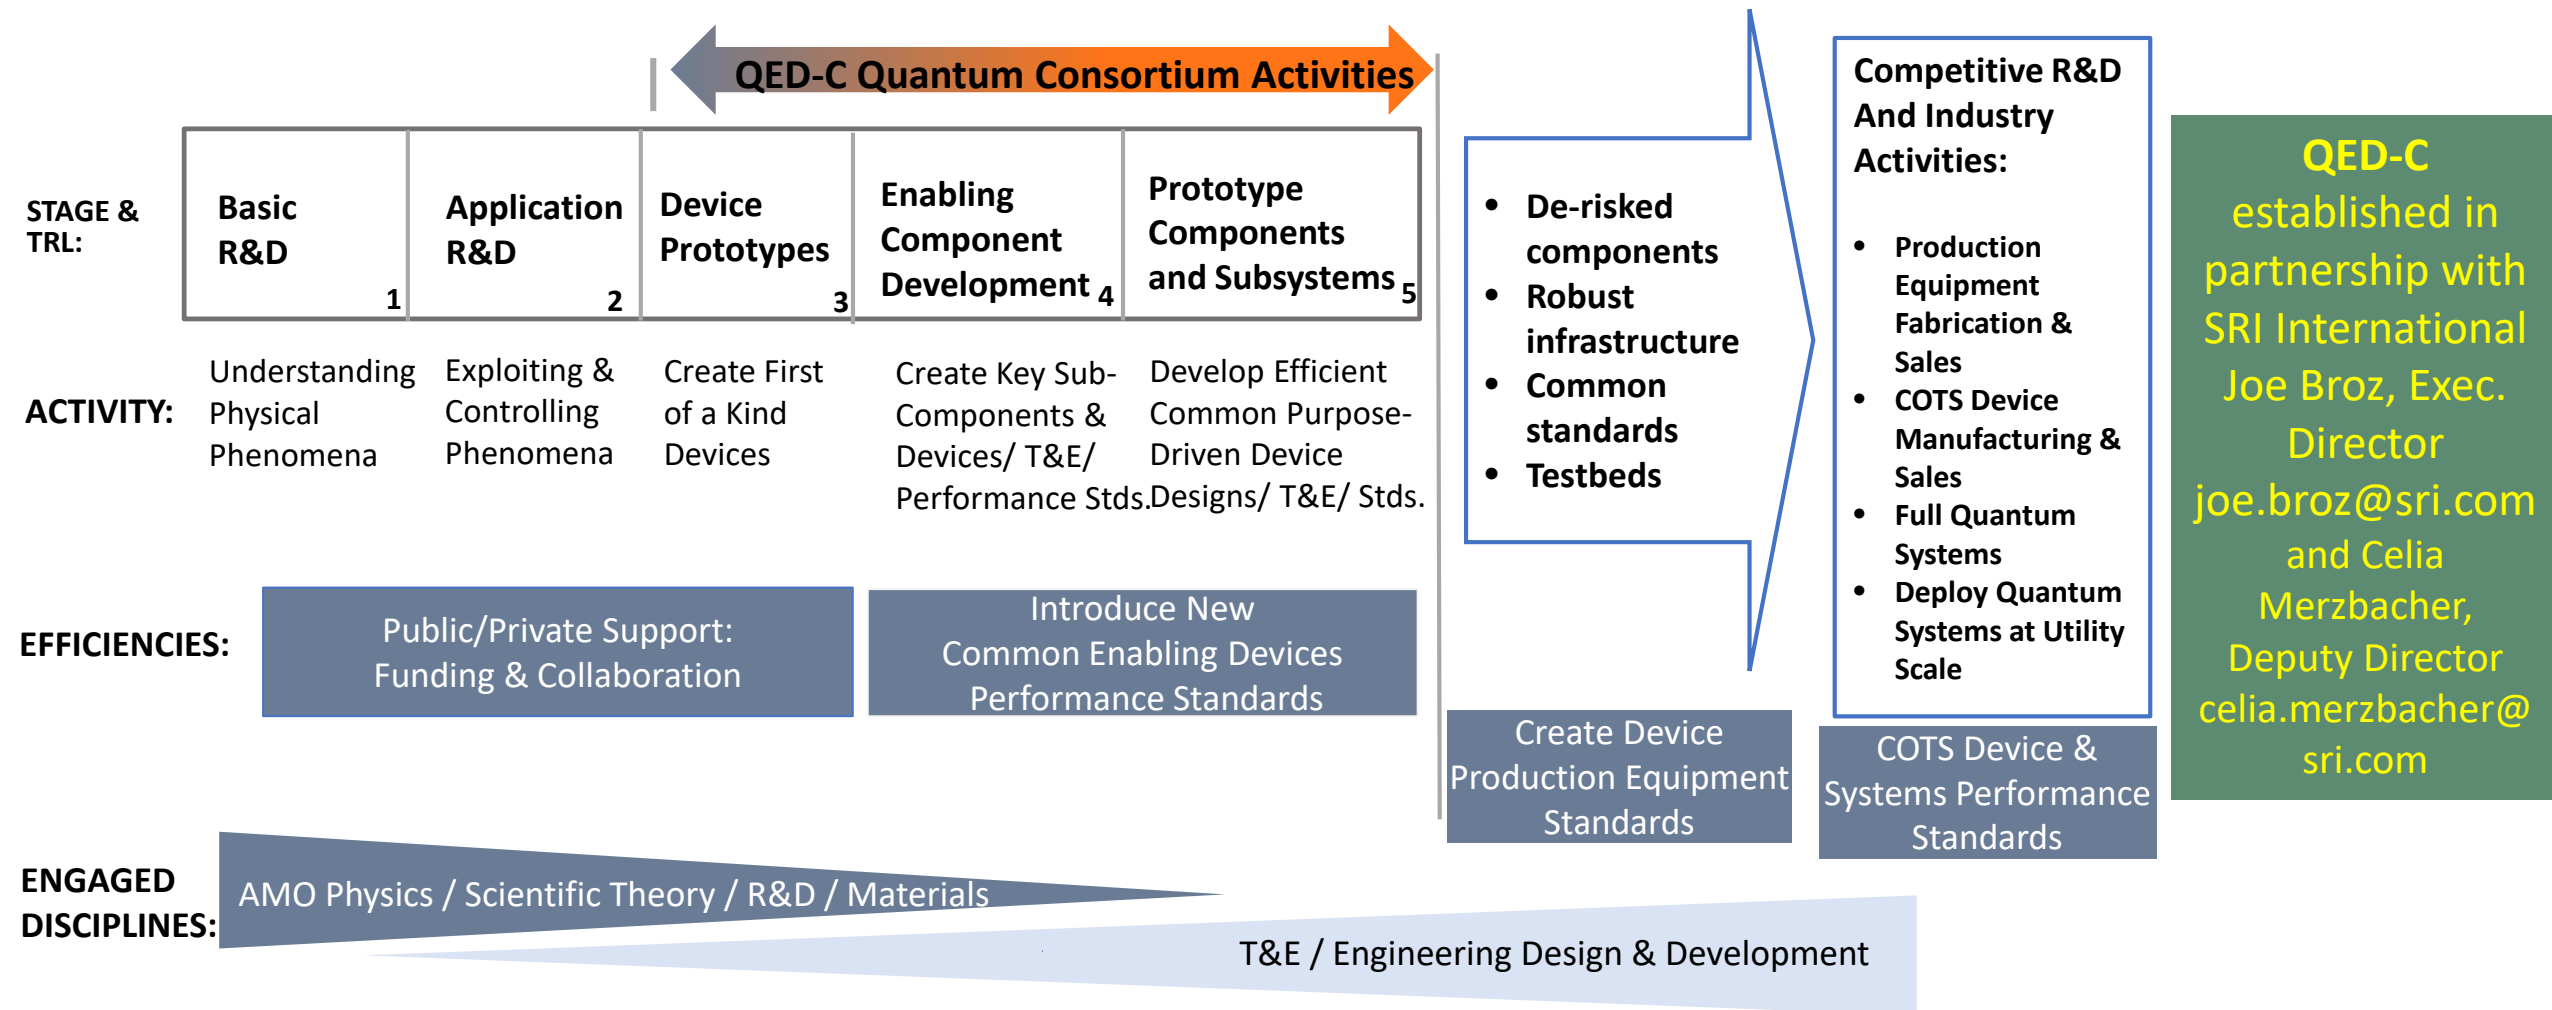 QED-C Quantum Consortium Activities
STAGE &
TRL:
Basic
R&D
1
Application
R&D
2
Device
Prototypes
3
Enabling
Component
Development
4
Prototype
Components
and Subsystems
5
ACTIVITY:
Understanding
Physical
Phenomena
Exploiting &
Controlling
Phenomena
Create First
of a Kind
Devices
Create Key Sub-
Components &
Devices/ T&E/
Performance Stds.
Develop Efficient
Common Purpose-
Driven Device
Designs/ T&E/ Stds.
EFFICIENCIES:
Public/Private Support:
Funding & Collaboration
Introduce New
Common Enabling Devices
Performance Standards
• De-risked
components
• Robust
infrastructure
• Common
standards
• Testbeds
Create Device
Production Equipment
Standards
Competitive R&D
And Industry
Activities:
• Production
Equipment
Fabrication &
Sales
• COTS Device
Manufacturing &
Sales
• Full Quantum
Systems
• Deploy Quantum
Systems at Utility
Scale
COTS Device &
Systems Performance
Standards
QED-C
established in
partnership with
SRI International
Joe Broz, Exec.
Director
joe.broz@sri.com
and Celia
Merzbacher,
Deputy Director
celia.merzbacher@
sri.com
ENGAGED
DISCIPLINES:
AMO Physics / Scientific Theory / R&D / Materials
T&E / Engineering Design & Development